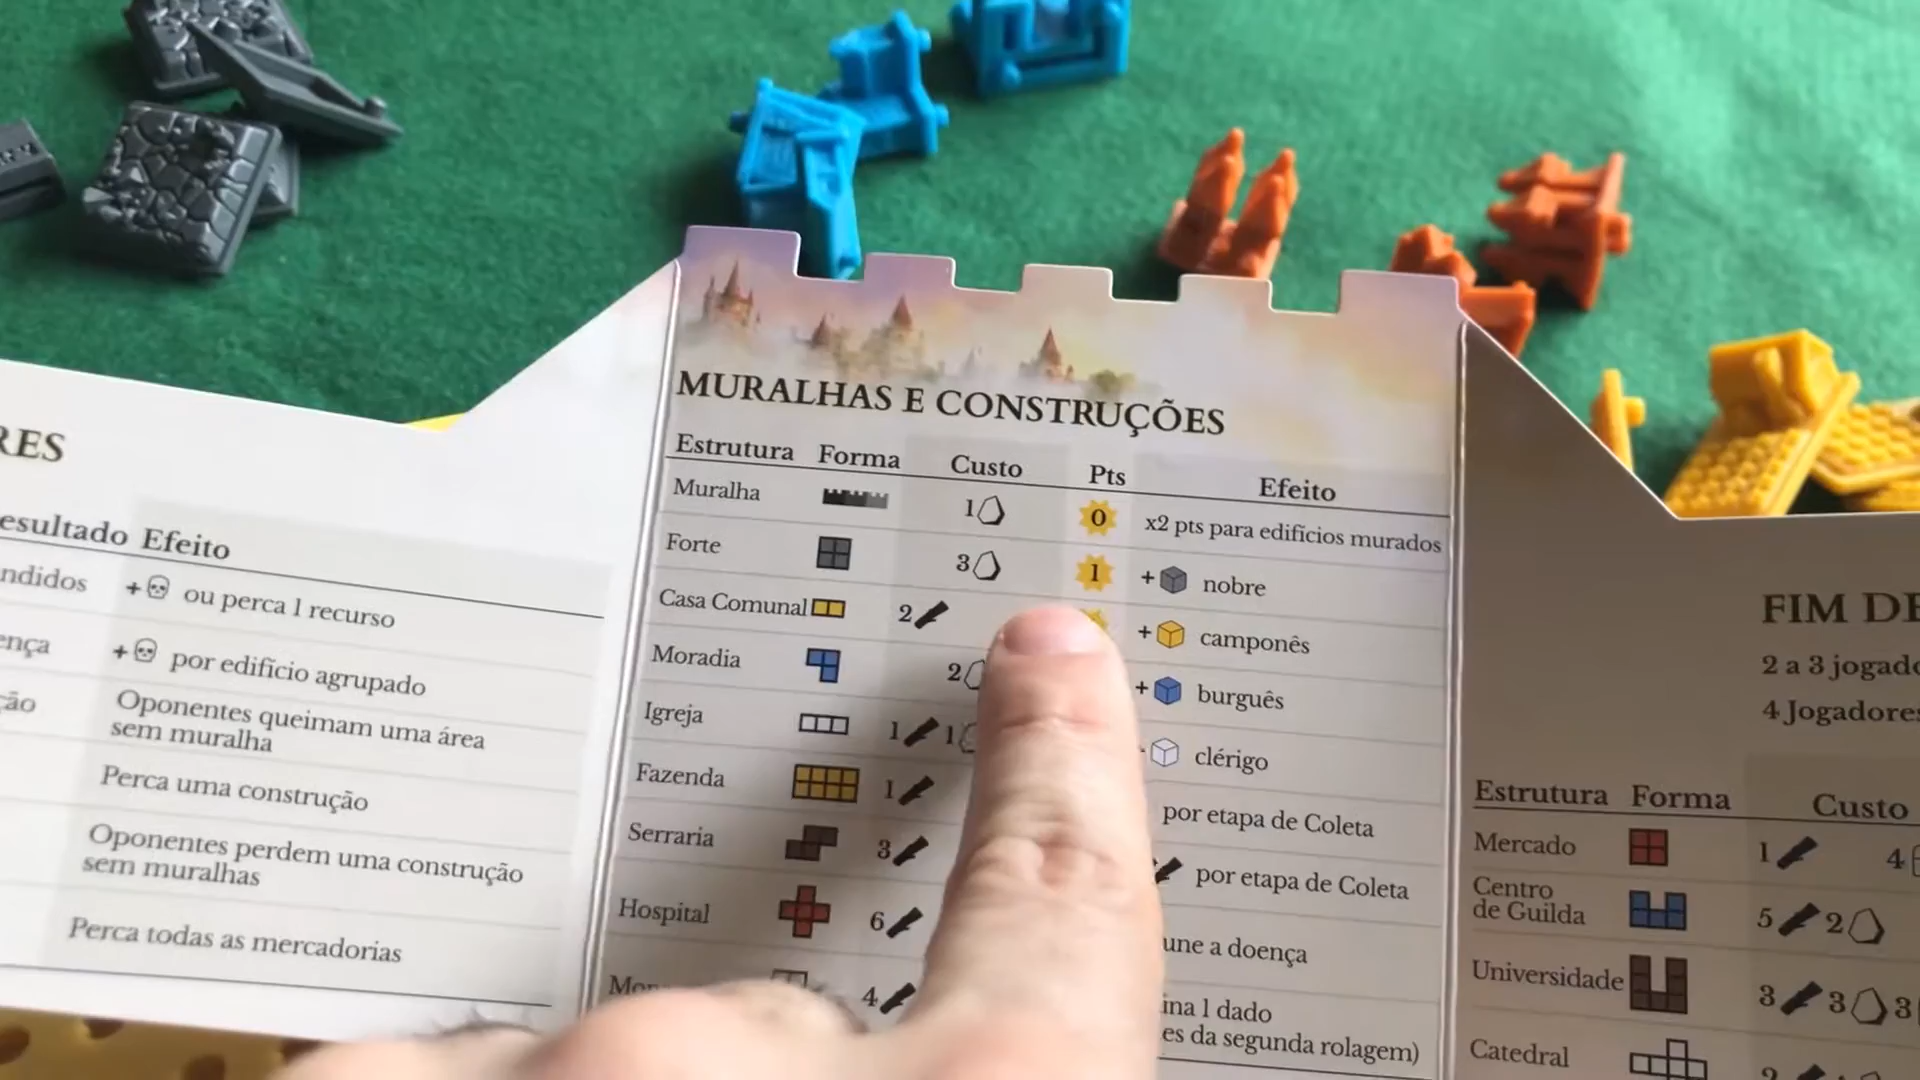 RES
esultado Efeito
ndidos + ou perca 1 recurso
ença + por edifício agrupado
ção Oponentes queimam uma área
sem muralha
Perca uma construção
Oponentes perdem uma construção
sem muralhas
Perca todas as mercadorias
MURALHAS E CONSTRUÇÕES
Estrutura Forma Custo Pts Efeito
Muralha 1 0 x2 pts para edifícios murados
Forte 3 1 + nobre
Casa Comunal 2 + camponês
Moradia 2 + burguês
Igreja 1 1 clérigo
Fazenda 1 por etapa de Coleta
Serraria 3 por etapa de Coleta
Hospital 6 une a doença
4 ina 1 dado
es da segunda rolagem)
FIM DE
2 a 3 jogado
4 Jogadores
Estrutura Forma Custo
Mercado 1 4
Centro
de Guilda 5 2
Universidade 3 3 3
Catedral